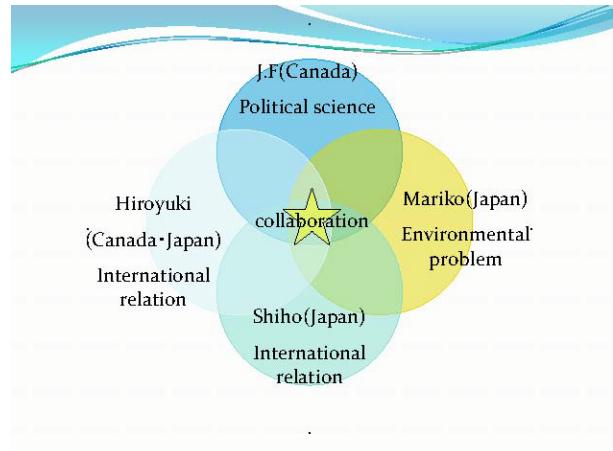 J.F(Canada)
Political science
Hiroyuki
(Canada・Japan)
International
relation
collaboration
Mariko(Japan)
Environmental
problem
Shiho(Japan)
International
relation